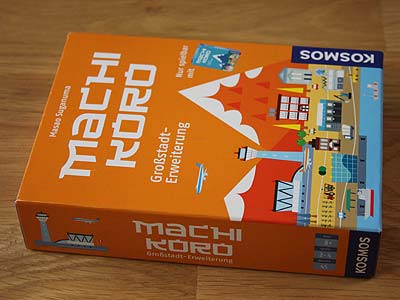 Masao Suganuma
MACHI
KORO
Großstadt-
Erweiterung
Nur spielbar
mit
KOSMOS
MACHI
KORO
Großstadt-Erweiterung
KOSMOS